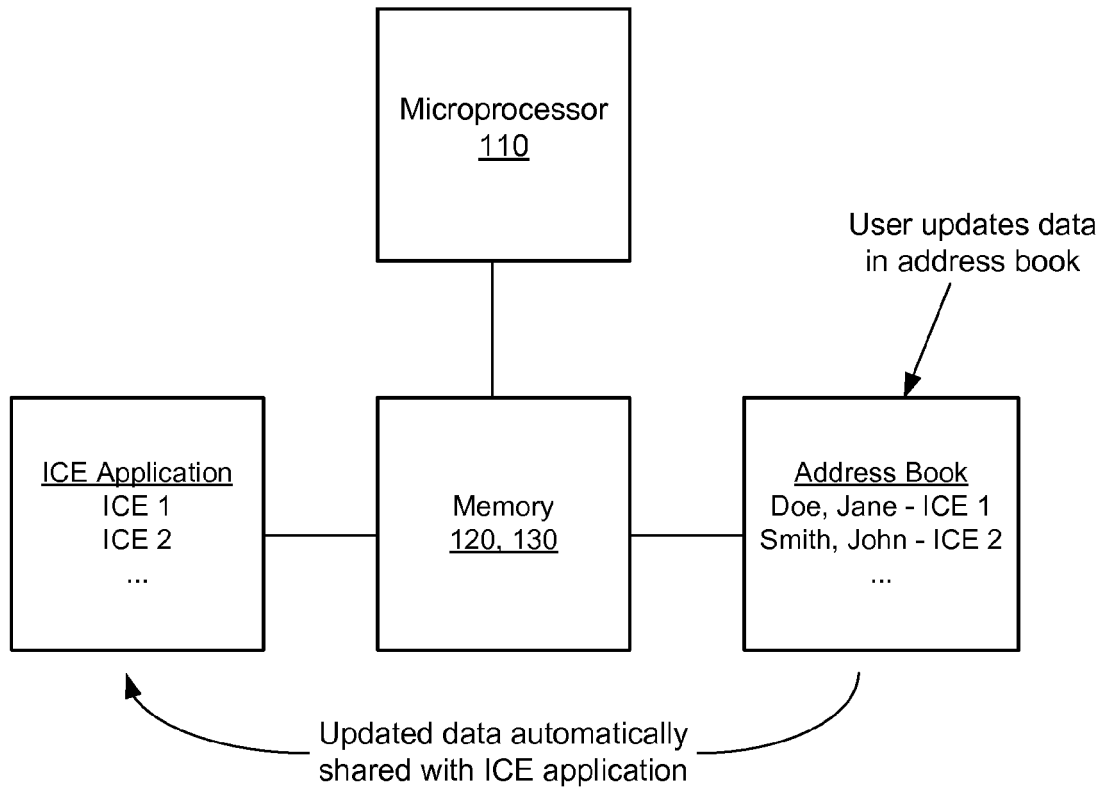 Microprocessor
110
User updates data
in address book
ICE Application
ICE 1
ICE 2
...
Memory
120, 130
Address Book
Doe, Jane - ICE 1
Smith, John - ICE 2
...
Updated data automatically
shared with ICE application